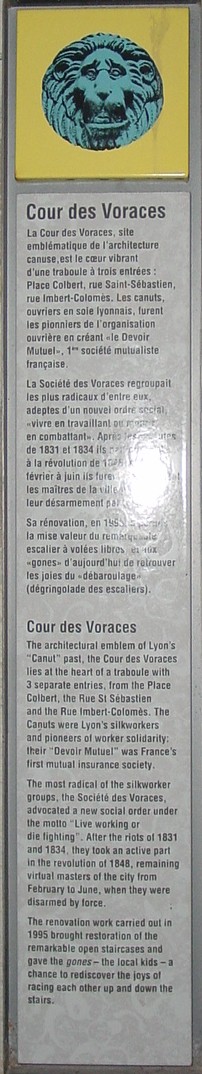 Cour des Voraces
La Cour des Voraces, site
emblématique de l'architecture
canuse,est le cœur vibrant
d'une traboule à trois entrées :
Place Colbert, rue Saint-Sébastien,
rue Imbert-Colomès. Les canuts,
ouvriers en soie lyonnais, furent
les pionniers de l'organisation
ouvrière en créant «le Devoir
Mutuel», 1ère société mutualiste
française.
La Société des Voraces regroupait
les plus radicaux d'entre eux,
adeptes d'un nouvel ordre social,
«vivre en travaillant ou
en combattant». Après
de 1831 et 1834 ils
à la révolution de
février à juin ils
les maîtres de la
leur désarmement
Sa rénovation, en
la mise valeur du remarquable
escalier à volées libres,
«gones» d'aujourd'hui de retrouver
les joies du «débaroulage»
(dégringolade des escaliers).
Cour des Voraces
The architectural emblem of Lyon's
"Canut" past, the Cour des Voraces
lies at the heart of a traboule with
3 separate entries, from the Place
Colbert, the Rue St Sébastien
and the Rue Imbert-Colomès. The
Canuts were Lyon's silkworkers
and pioneers of worker solidarity:
their "Devoir Mutuel" was France's
first mutual insurance society.
The most radical of the silkworker
groups, the Société des Voraces,
advocated a new social order under
the motto "Live working or
die fighting". After the riots of 1831
and 1834, they took an active part
in the revolution of 1848, remaining
virtual masters of the city from
February to June, when they were
disarmed by force.
The renovation work carried out in
1995 brought restoration of the
remarkable open staircases and
gave the gones – the local kids – a
chance to rediscover the joys of
racing each other up and down the
stairs.